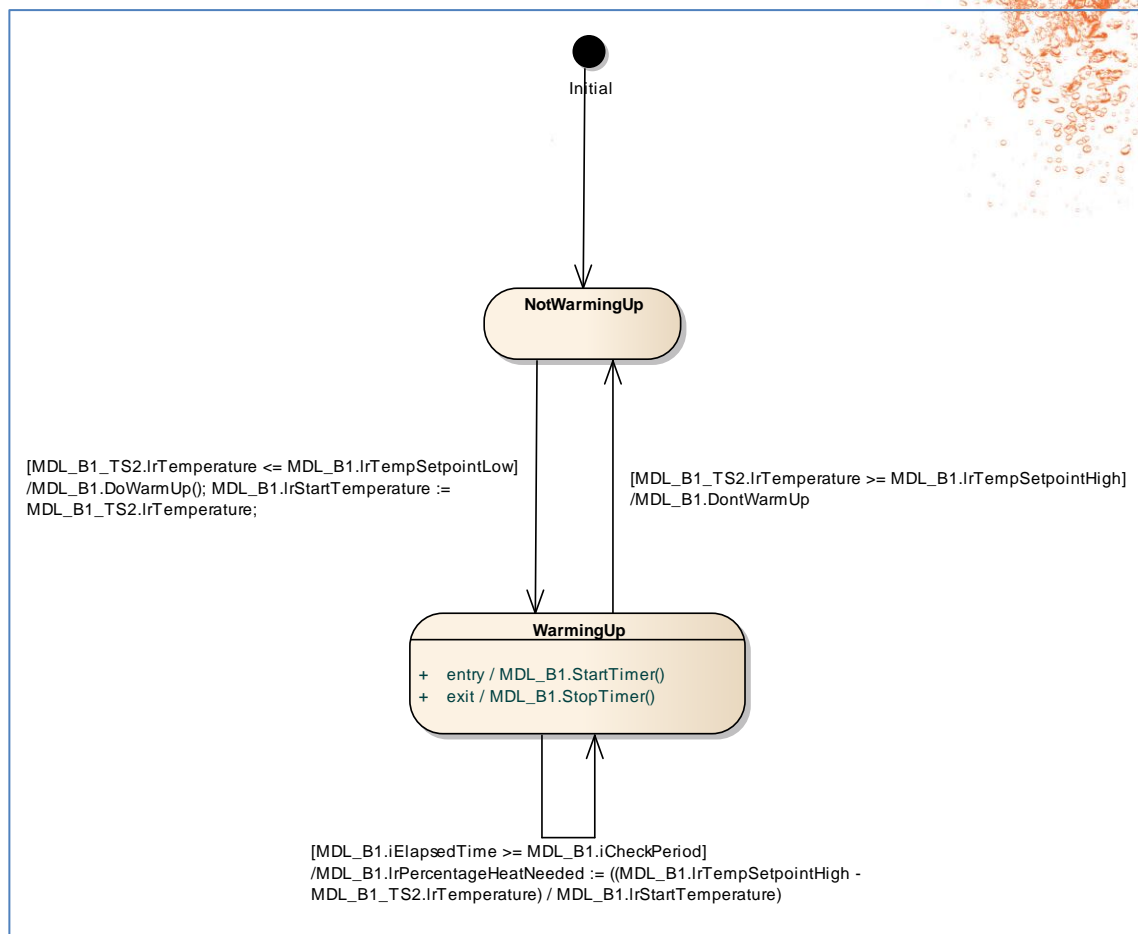 Initial
NotWarmingUp
[MDL_B1_TS2.lrTemperature <= MDL_B1.lrTempSetpointLow]
/MDL_B1.DoWarmUp(); MDL_B1.lrStartTemperature :=
MDL_B1_TS2.lrTemperature;
[MDL_B1_TS2.lrTemperature >= MDL_B1.lrTempSetpointHigh]
/MDL_B1.DontWarmUp
WarmingUp
+ entry / MDL_B1.StartTimer()
+ exit / MDL_B1.StopTimer()
[MDL_B1.iElapsedTime >= MDL_B1.iCheckPeriod]
/MDL_B1.lrPercentageHeatNeeded := ((MDL_B1.lrTempSetpointHigh -
MDL_B1_TS2.lrTemperature) / MDL_B1.lrStartTemperature)